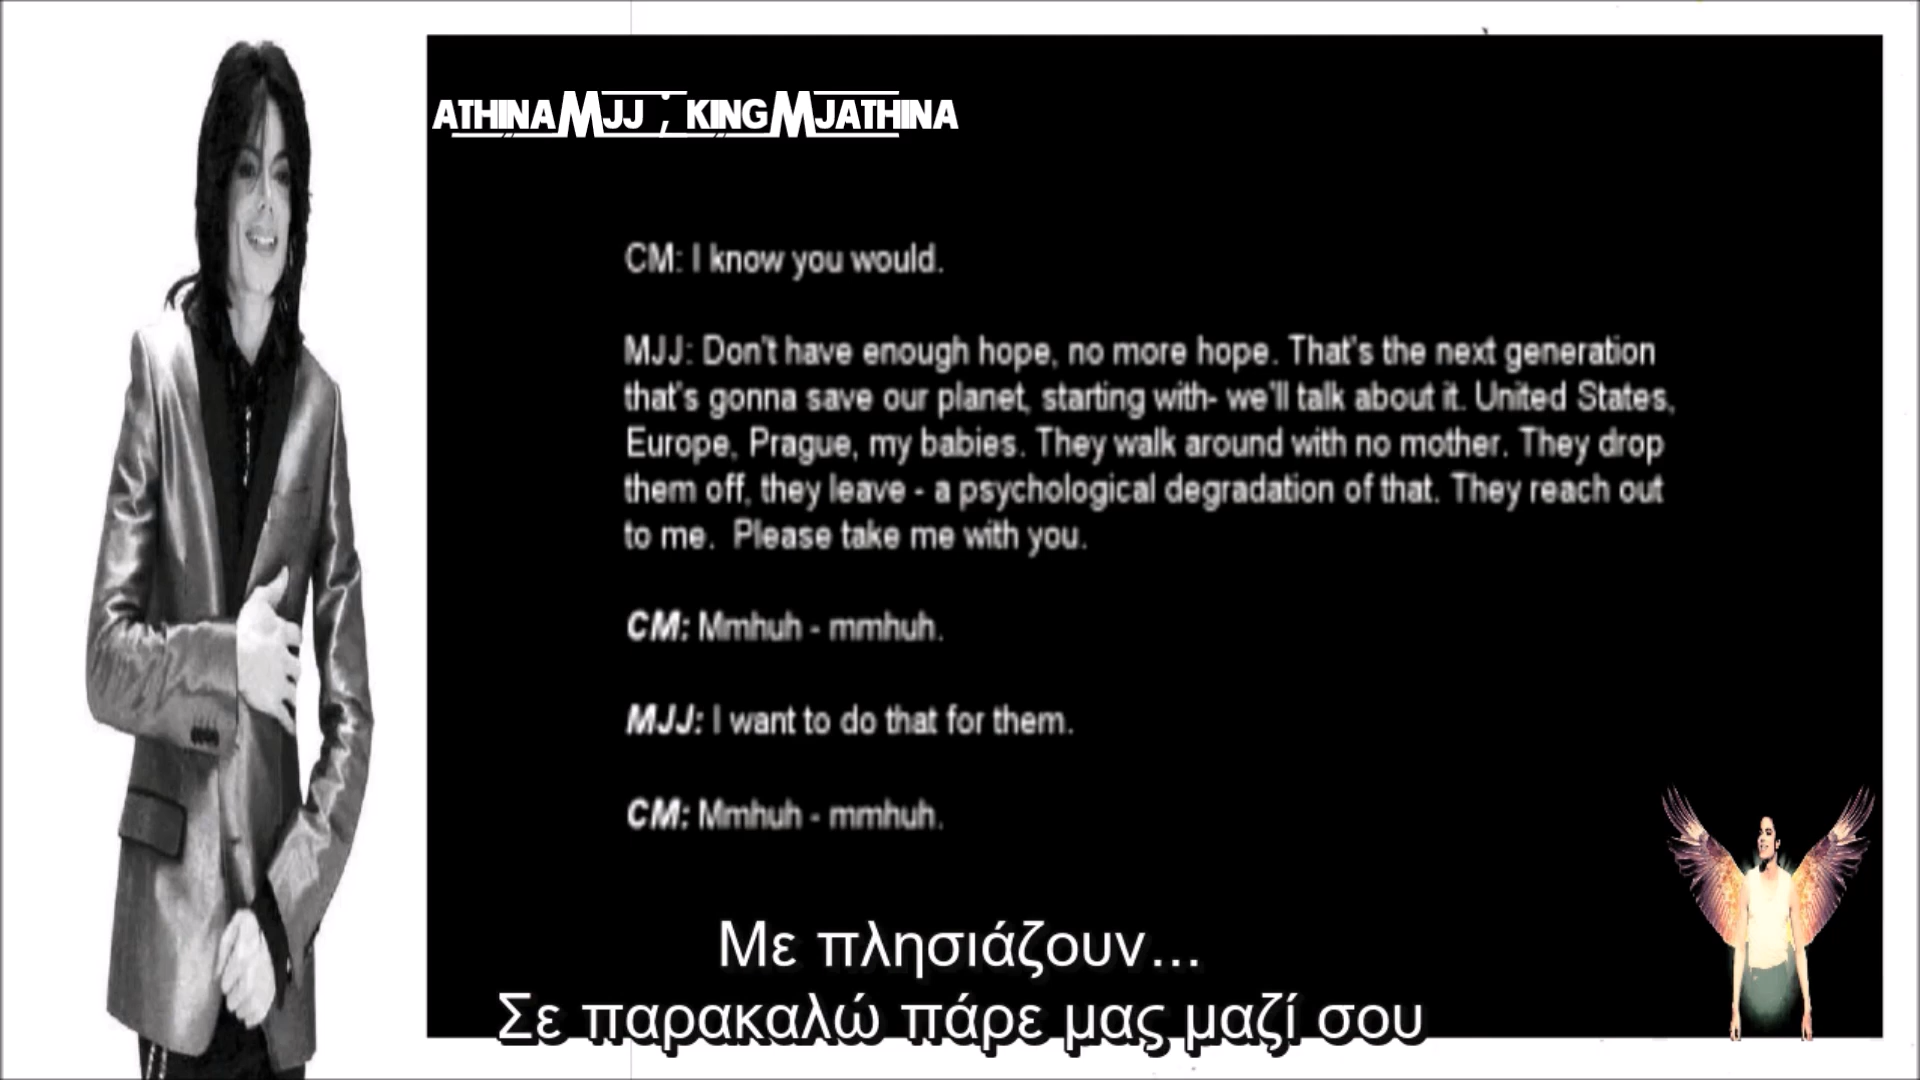 ATHINAMJJ ; KINGMJATHINA
CM: I know you would.
MJJ: Don't have enough hope, no more hope. That's the next generation
that's gonna save our planet, starting with- we'll talk about it. United States,
Europe, Prague, my babies. They walk around with no mother. They drop
them off, they leave - a psychological degradation of that. They reach out
to me. Please take me with you.
CM: Mmhuh - mmhuh.
MJJ: I want to do that for them.
CM: Mmhuh - mmhuh.
Με πλησιάζουν...
Σε παρακαλώ πάρε μας μαζί σου